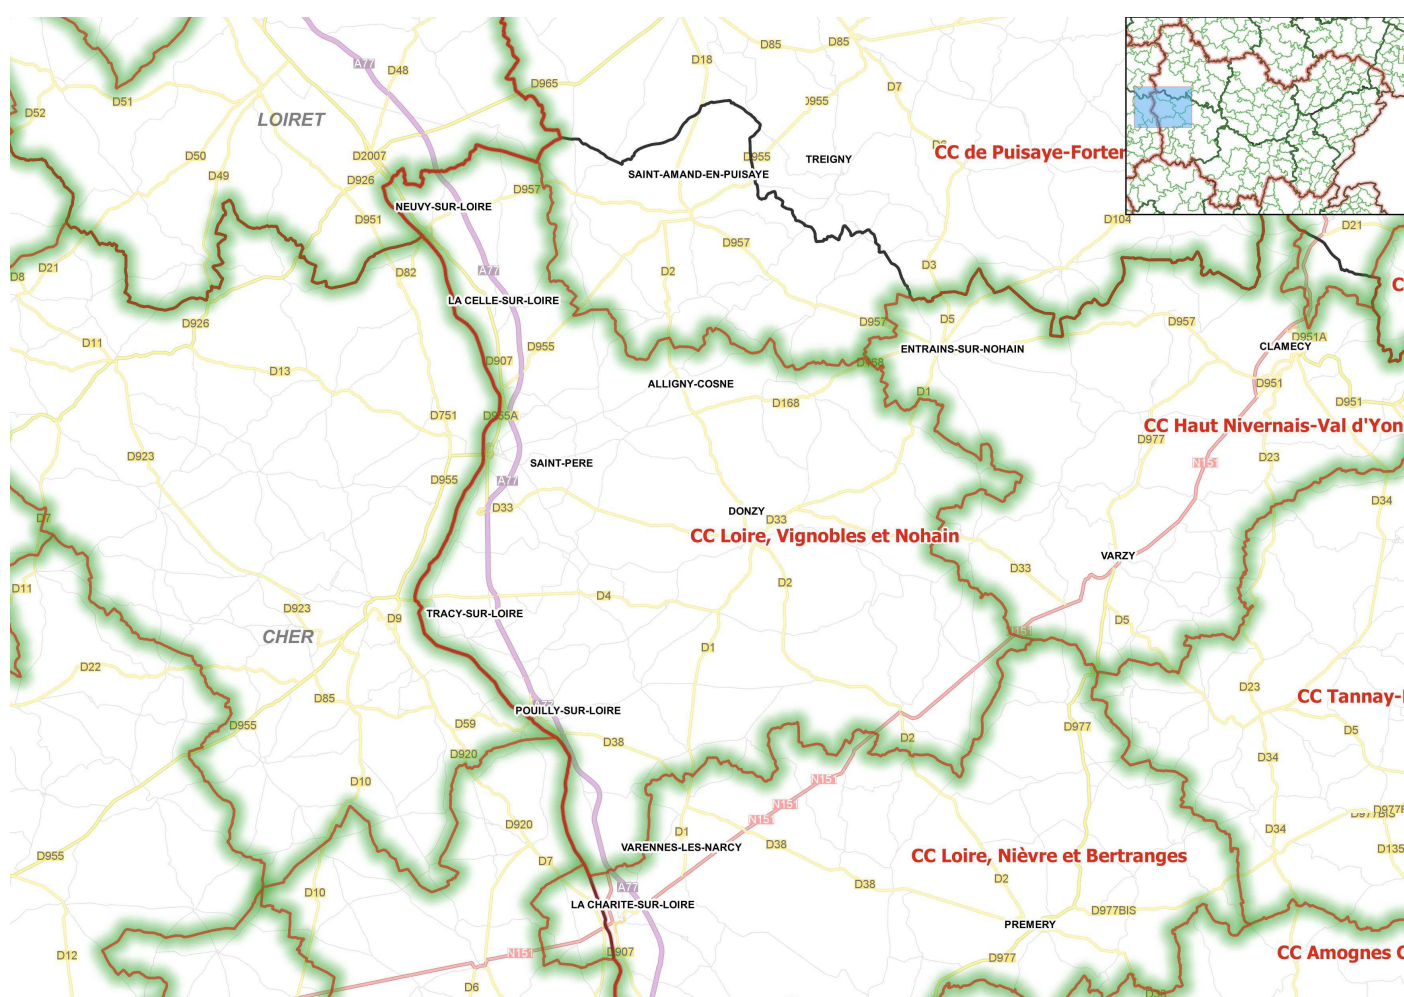 D85
D85
D18
A77
D48
D965
D7
D51
D955
D52
LOIRET
D2007
D50
D955
TREIGNY
CC de Puisaye-Forter
D49
D926
SAINT-AMAND-EN-PUISAYE
D957
NEUVY-SUR-LOIRE
D951
D104
D21
D957
D21
D8
D82
A77
D2
D3
LA CELLE-SUR-LOIRE
D926
D957
D5
D957
D11
D955
D951A
ENTRAINS-SUR-NOHAIN
CLAMECY
D907
D168
D13
ALLIGNY-COSNE
D951
D1
D951
D168
D751
D955A
CC Haut Nivernais-Val d'Yon
D977
D923
D23
SAINT-PERE
N151
D955
A77
D34
D33
DONZY
D33
D7
CC Loire, Vignobles et Nohain
VARZY
D33
D11
D2
D4
D923
TRACY-SUR-LOIRE
D9
D5
CHER
D1
D22
D23
D85
CC Tannay-
POUILLY-SUR-LOIRE
D955
D59
D977
D5
D38
D2
D920
D34
D10
N151
N151
D977BIS
N151
D920
D34
D1
D38
VARENNES-LES-NARCY
D135
D955
D7
CC Loire, Nièvre et Bertranges
D2
D10
D38
A77
LA CHARITE-SUR-LOIRE
D977BIS
PREMERY
D907
N151
CC Amognes C
D12
D977
D6